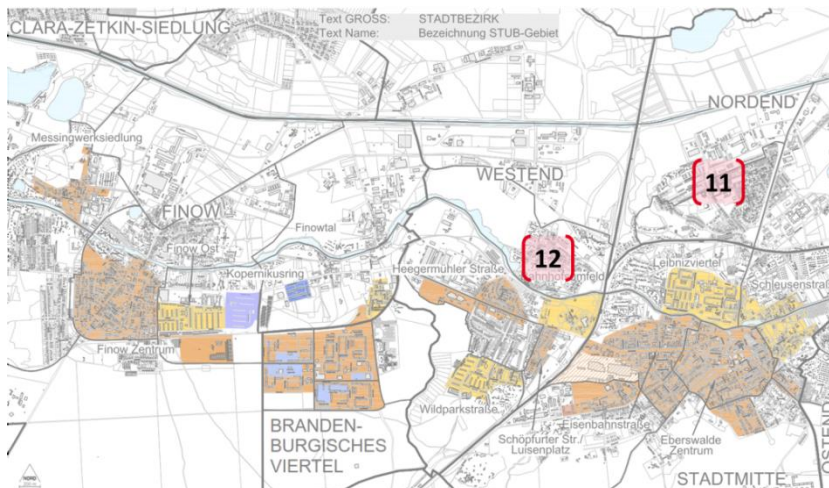 Text GROSS: STADTBEZIRK
Text Name: Bezeichnung STUB-Gebiet
CLARA-ZETKIN-SIEDLUNG
NORDEND
Messingwerksiedlung
WESTEND
11
FINOW
Finowtal
Finow Ost
12
Leibnizviertel
Kopernikusring
Heegermühler Straße
Schleusenstraße
Finow Zentrum
Wildparkstraße
Eisenbahnstraße
BRANDEN-
BURGISCHES
VIERTEL
Schöpfurter Str./
Luisenplatz
Eberswalde
Zentrum
STADTMITTE
OSTEND